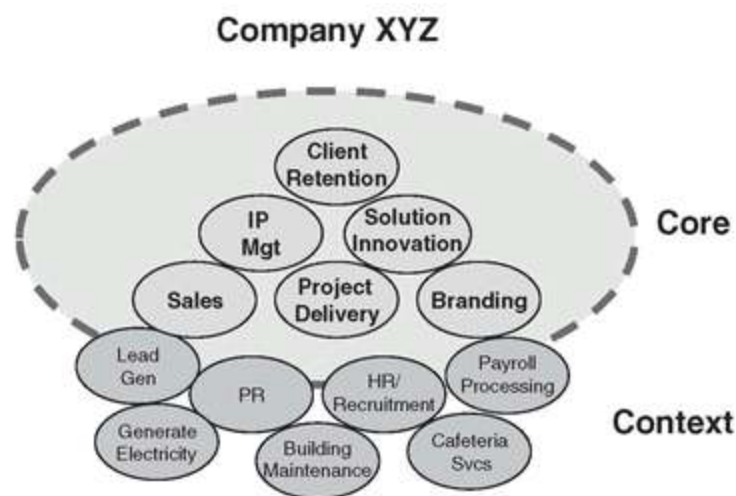 Company XYZ
Client
Retention
IP
Mgt
Solution
Innovation
Core
Sales
Project
Delivery
Branding
Lead
Gen
PR
HR/
Recruitment
Payroll
Processing
Generate
Electricity
Building
Maintenance
Cafeteria
Svcs
Context